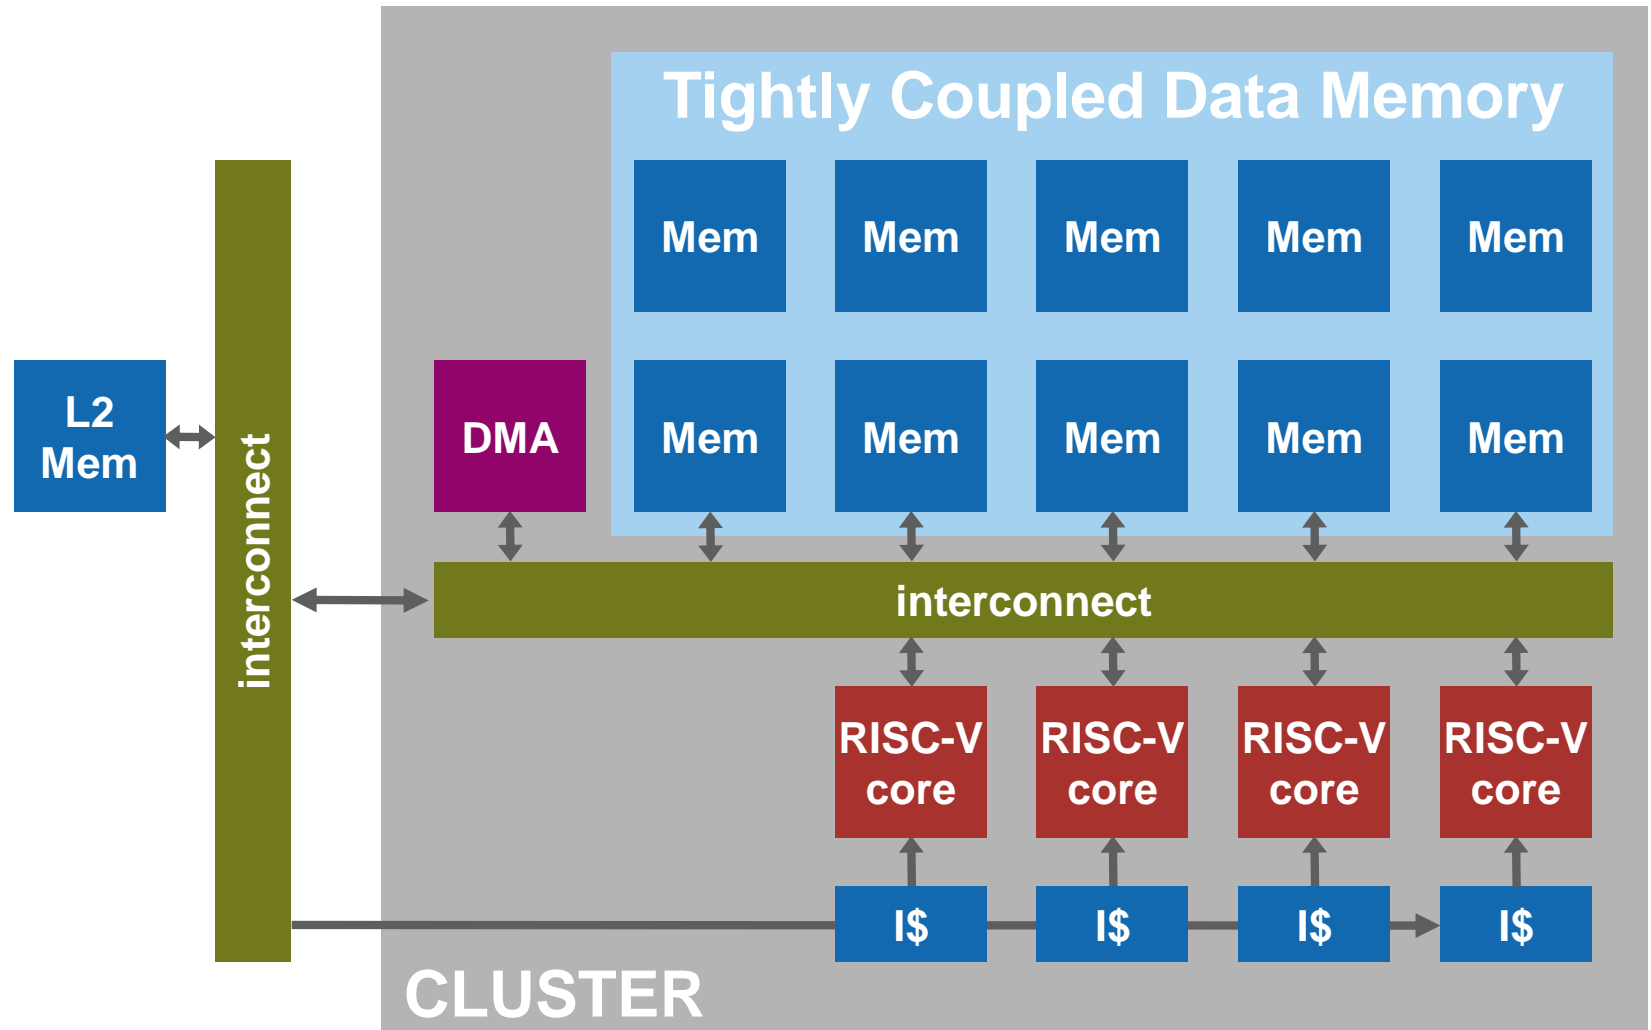 Tightly Coupled Data Memory
Mem Mem Mem Mem Mem
L2
Mem
DMA
Mem Mem Mem Mem Mem
interconnect
interconnect
RISC-V
core
RISC-V
core
RISC-V
core
RISC-V
core
I$ I$ I$ I$
CLUSTER